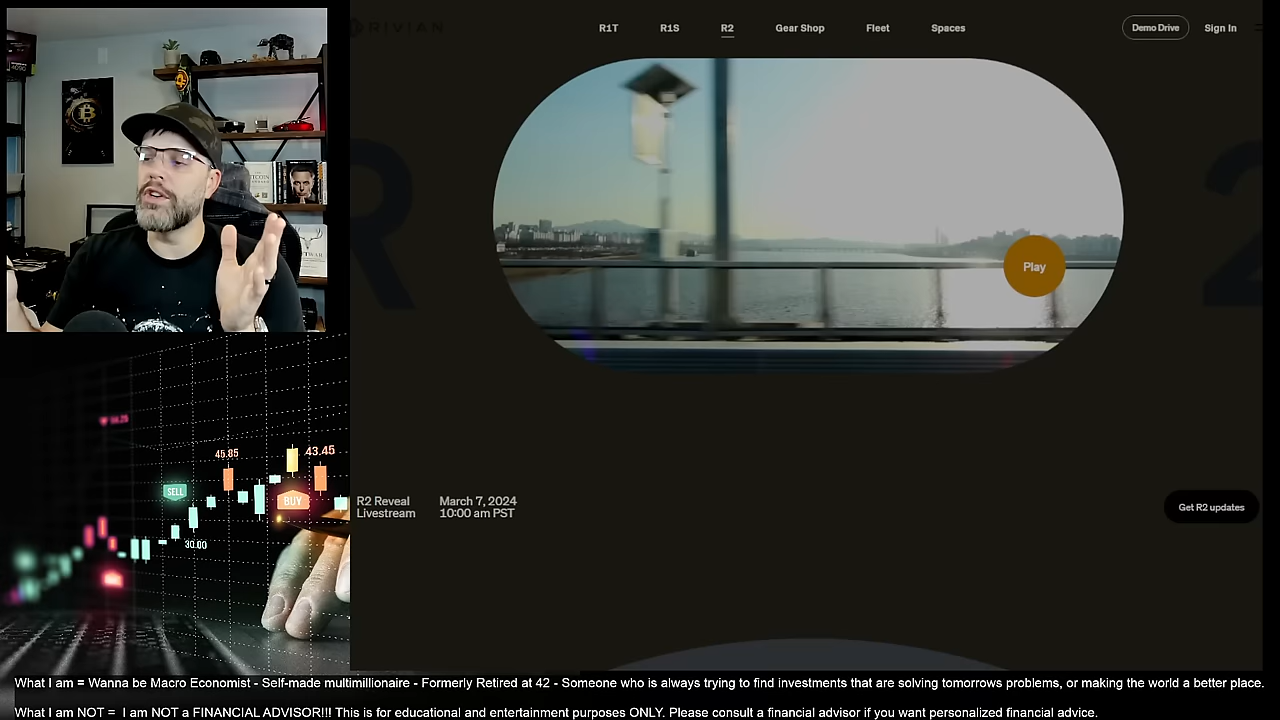 RIVIAN
R1T R1S R2 Gear Shop Fleet Spaces
Demo Drive Sign In
R 2
Play
R2 Reveal
Livestream
March 7, 2024
10:00 am PST
Get R2 updates
45.85
43.45
SELL
BUY
30.00
What I am = Wanna be Macro Economist - Self-made multimillionaire - Formerly Retired at 42 - Someone who is always trying to find investments that are solving tomorrows problems, or making the world a better place.
What I am NOT = I am NOT a FINANCIAL ADVISOR!!! This is for educational and entertainment purposes ONLY. Please consult a financial advisor if you want personalized financial advice.